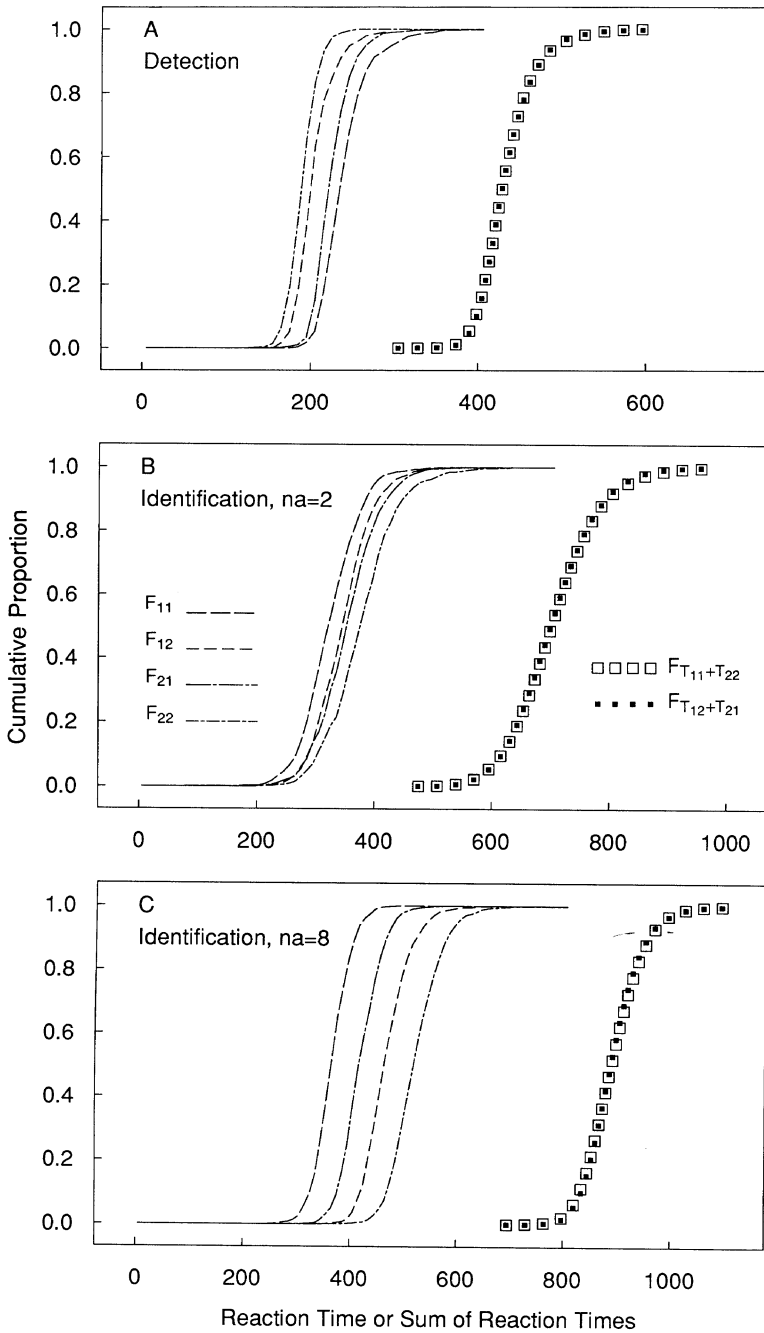 A
Detection
1.0
0.8
0.6
0.4
0.2
0.0
0 200 400 600
B
Identification, na=2
1.0
0.8
0.6
0.4
0.2
0.0
F11
F12
F21
F22
FT11+T22
FT12+T21
0 200 400 600 800 1000
Cumulative Proportion
C
Identification, na=8
1.0
0.8
0.6
0.4
0.2
0.0
0 200 400 600 800 1000
Reaction Time or Sum of Reaction Times